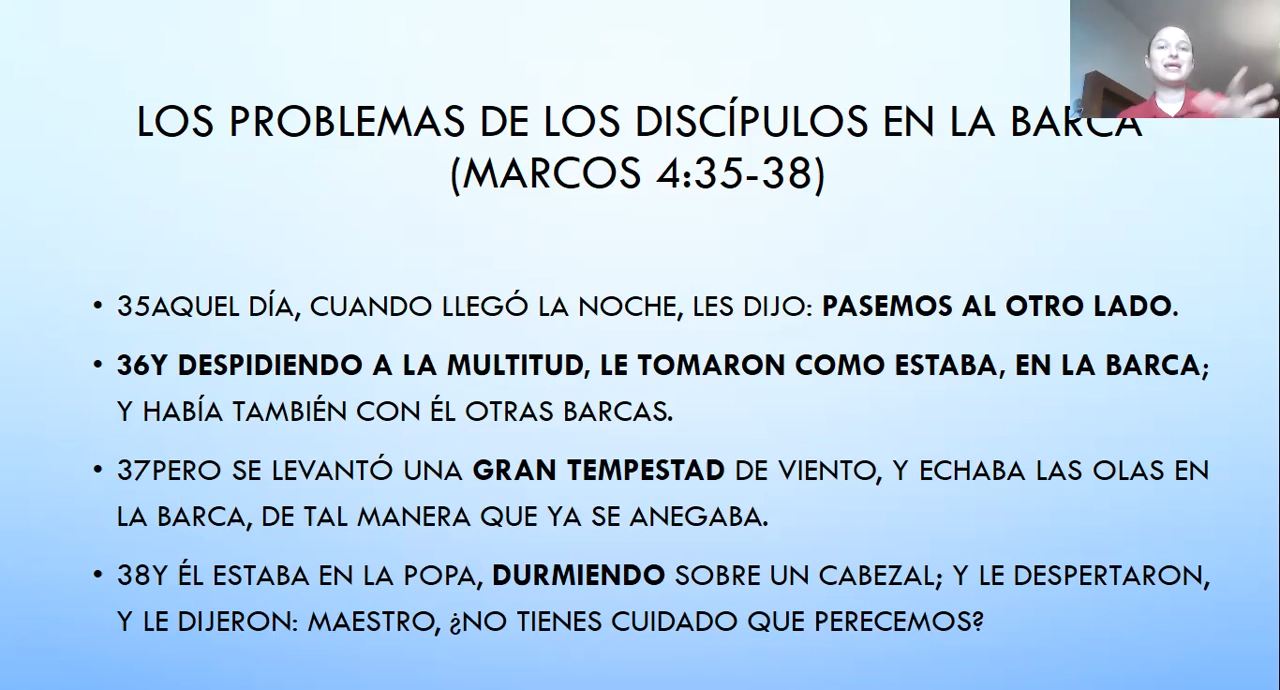 LOS PROBLEMAS DE LOS DISCÍPULOS EN LA BARCA
(MARCOS 4:35-38)
• 35AQUEL DÍA, CUANDO LLEGÓ LA NOCHE, LES DIJO: PASEMOS AL OTRO LADO.
• 36Y DESPIDIENDO A LA MULTITUD, LE TOMARON COMO ESTABA, EN LA BARCA;
Y HABÍA TAMBIÉN CON ÉL OTRAS BARCAS.
• 37PERO SE LEVANTÓ UNA GRAN TEMPESTAD DE VIENTO, Y ECHABA LAS OLAS EN
LA BARCA, DE TAL MANERA QUE YA SE ANEGABA.
• 38Y ÉL ESTABA EN LA POPA, DURMIENDO SOBRE UN CABEZAL; Y LE DESPERTARON,
Y LE DIJERON: MAESTRO, ¿NO TIENES CUIDADO QUE PERECEMOS?